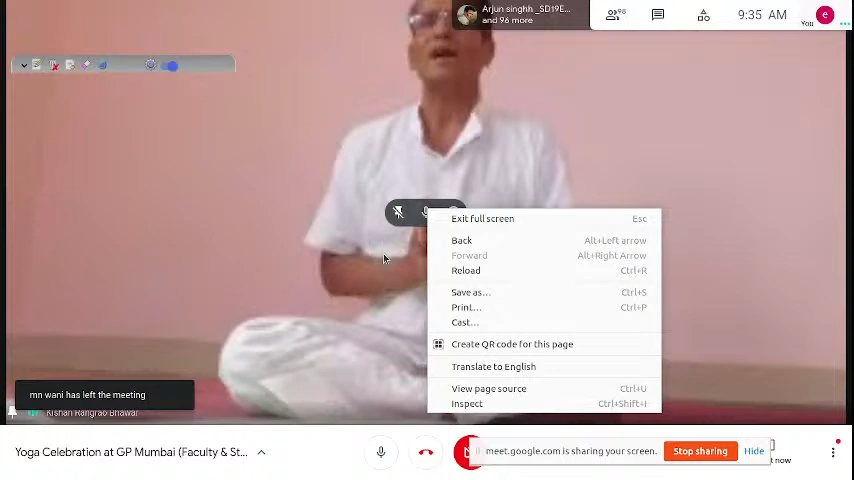 Arjun singhh _SD19E...
and 96 more
98
9:35 AM
You
e
Exit full screen Esc
Back Alt+Left arrow
Forward Alt+Right Arrow
Reload Ctrl+R
Save as... Ctrl+S
Print... Ctrl+P
Cast...
Create QR code for this page
Translate to English
View page source Ctrl+U
Inspect Ctrl+Shift+I
mn wani has left the meeting
Kishan Rangrao Bhawar
Yoga Celebration at GP Mumbai (Faculty & St...
meet.google.com is sharing your screen.
Stop sharing
Hide
now